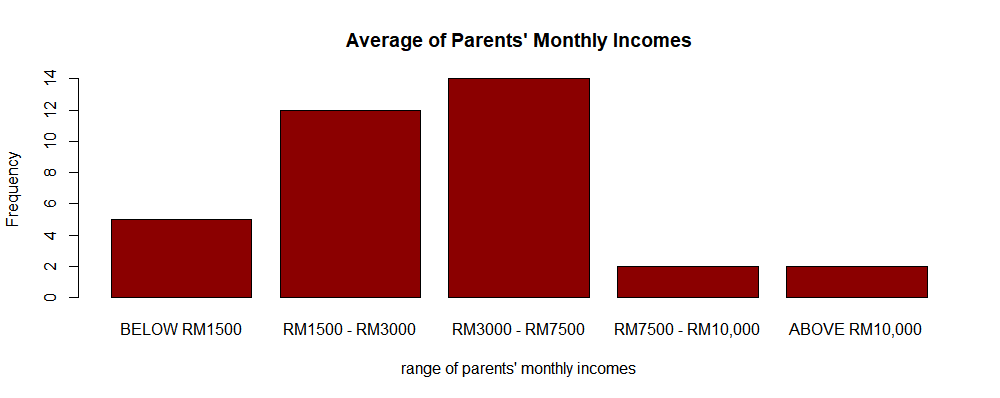 Average of Parents' Monthly Incomes
Frequency
14
12
10
8
6
4
2
0
BELOW RM1500
RM1500 - RM3000
RM3000 - RM7500
RM7500 - RM10,000
ABOVE RM10,000
range of parents' monthly incomes